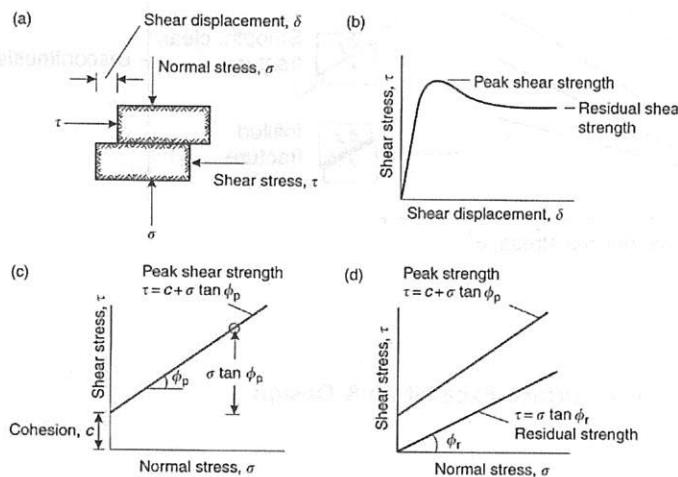 (a)
Shear displacement, δ
Normal stress, σ
τ
Shear stress, τ
σ
(b)
Shear stress, τ
Peak shear strength
Residual shear
strength
Shear displacement, δ
(c)
Peak shear strength
τ = c + σ tan ϕp
Shear stress, τ
ϕp
σ tan ϕp
Cohesion, c
Normal stress, σ
(d)
Peak strength
τ = c + σ tan ϕp
Shear stress, τ
τ = σ tan ϕr
Residual strength
ϕr
Normal stress, σ